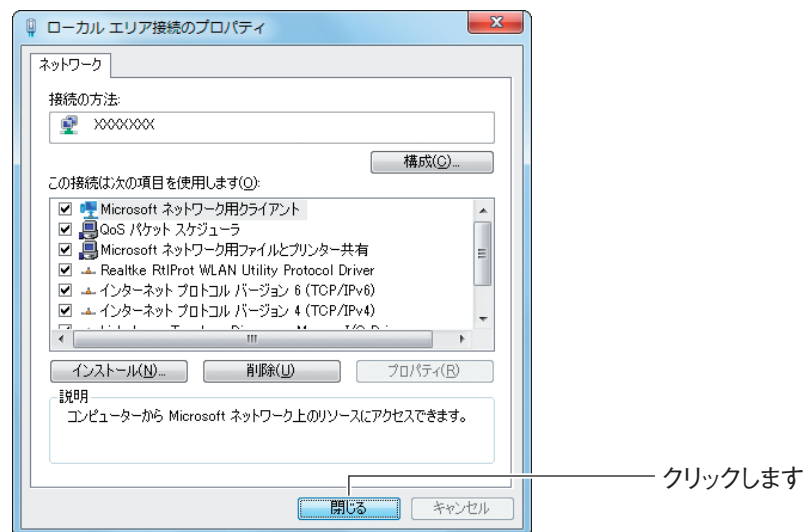 ローカル エリア接続のプロパティ
ネットワーク
接続の方法:
XXXXXXXX
構成(C)...
この接続は次の項目を使用します(O):
Microsoft ネットワーク用クライアント
QoS パケット スケジューラ
Microsoft ネットワーク用ファイルとプリンター共有
Realtke RtlProt WLAN Utility Protocol Driver
インターネット プロトコル バージョン 6 (TCP/IPv6)
インターネット プロトコル バージョン 4 (TCP/IPv4)
インストール(N)...
削除(U)
プロパティ(R)
説明
コンピューターから Microsoft ネットワーク上のリソースにアクセスできます。
クリックします
閉じる
キャンセル